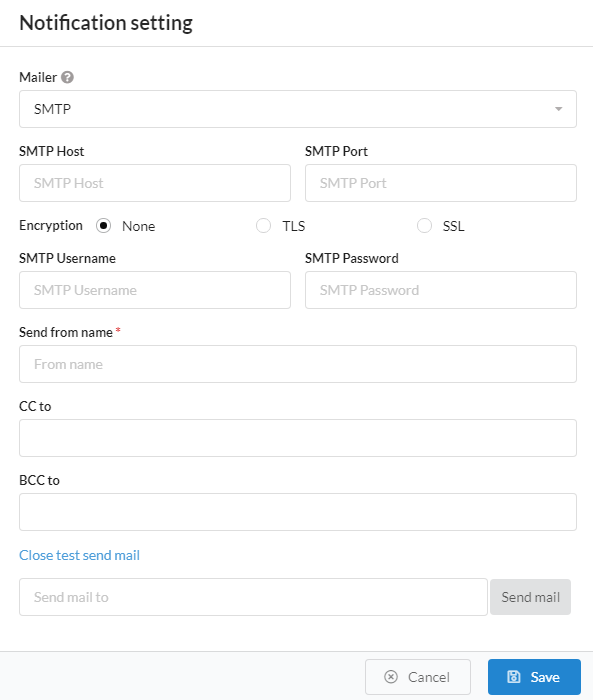 Notification setting
Mailer
SMTP
SMTP Host SMTP Port
SMTP Host SMTP Port
Encryption None TLS SSL
SMTP Username SMTP Password
SMTP Username SMTP Password
Send from name *
From name
CC to
BCC to
Close test send mail
Send mail to Send mail
Cancel Save